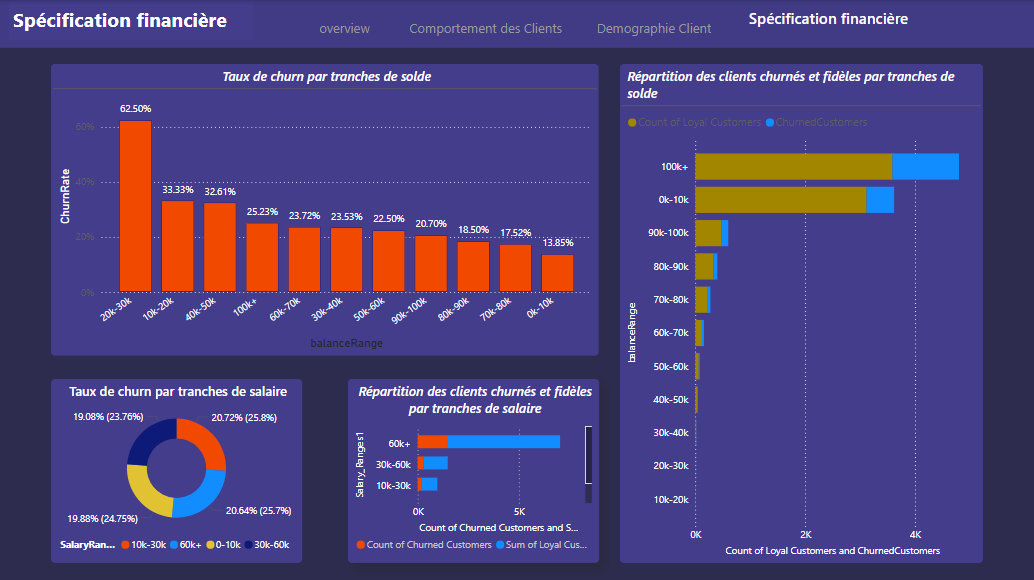 Spécification financière
overview
Comportement des Clients
Demographie Client
Spécification financière
Taux de churn par tranches de solde
ChurnRate
60%
40%
20%
0%
62.50%
33.33%
32.61%
25.23%
23.72%
23.53%
22.50%
20.70%
18.50%
17.52%
13.85%
20k-30k
10k-20k
40k-50k
100k+
60k-70k
30k-40k
50k-60k
90k-100k
80k-90k
70k-80k
0k-10k
balanceRange
Répartition des clients churnés et fidèles par tranches de
solde
Count of Loyal Customers
ChurnedCustomers
balanceRange
100k+
0k-10k
90k-100k
80k-90k
70k-80k
60k-70k
50k-60k
40k-50k
30k-40k
20k-30k
10k-20k
0K
2K
4K
Count of Loyal Customers and ChurnedCustomers
Taux de churn par tranches de salaire
19.08% (23.76%)
20.72% (25.8%)
19.88% (24.75%)
20.64% (25.7%)
SalaryRan...
10k-30k
60k+
0-10k
30k-60k
Répartition des clients churnés et fidèles
par tranches de salaire
Salary_Ranges1
60k+
30k-60k
10k-30k
0K
5K
Count of Churned Customers and S...
Count of Churned Customers
Sum of Loyal Cus...